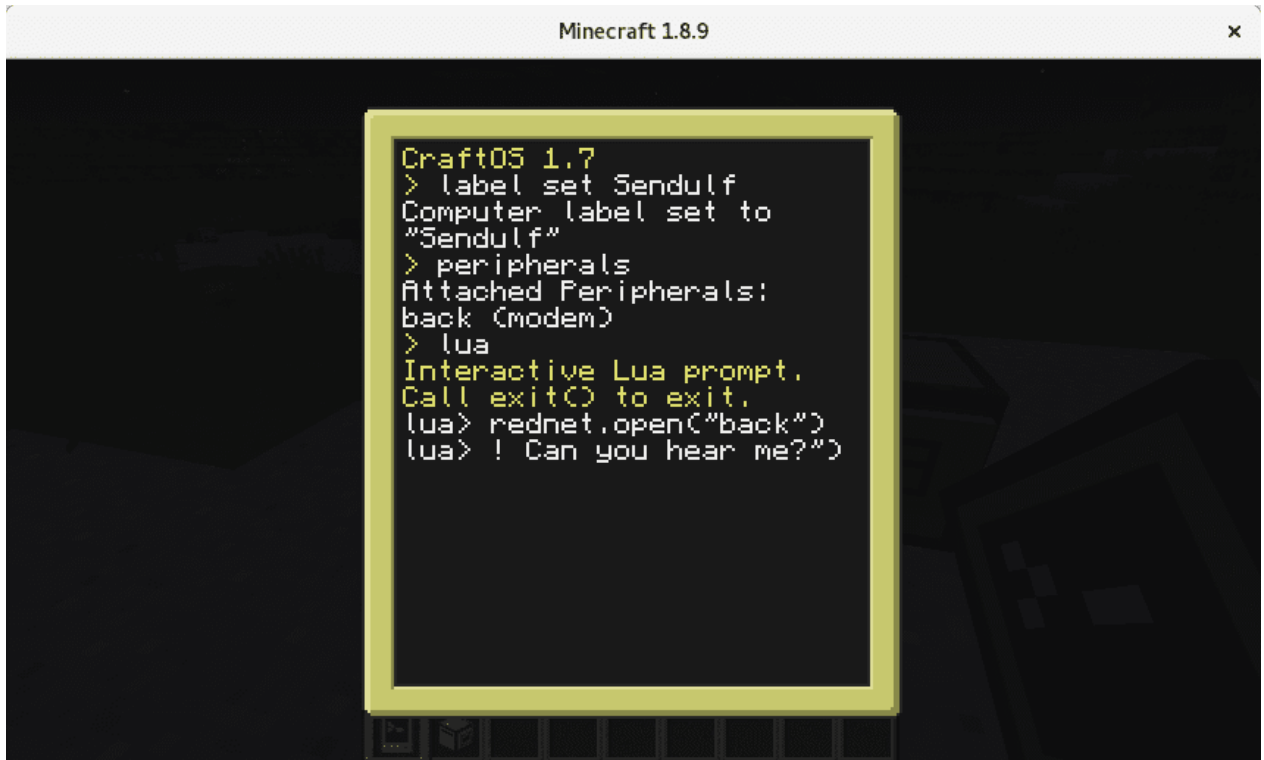 Minecraft 1.8.9
CraftOS 1.7
> label set Sendulf
Computer label set to
"Sendulf"
> peripherals
Attached Peripherals:
back (modem)
> lua
Interactive Lua prompt.
Call exit() to exit.
lua> rednet.open("back")
lua> ! Can you hear me?")